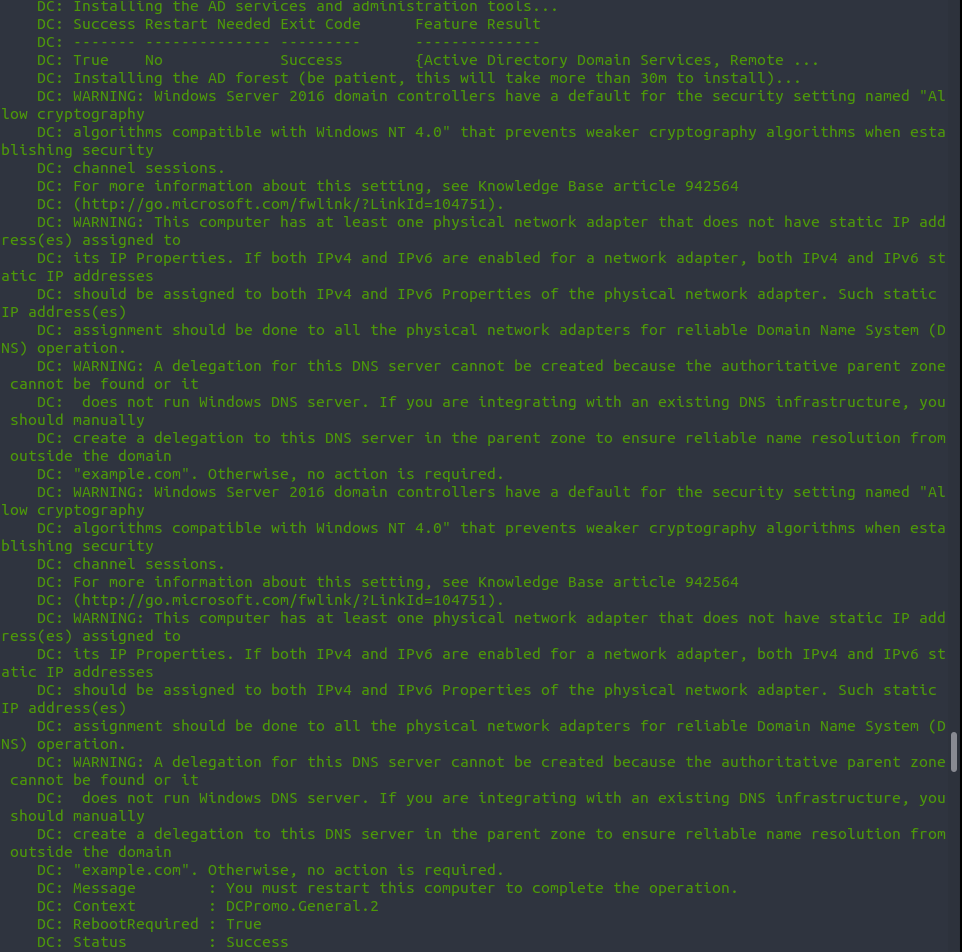 DC: Installing the AD services and administration tools...
DC: Success Restart Needed Exit Code      Feature Result
DC: ------- -------------- ---------      --------------
DC: True    No             Success        {Active Directory Domain Services, Remote ...
DC: Installing the AD forest (be patient, this will take more than 30m to install)...
DC: WARNING: Windows Server 2016 domain controllers have a default for the security setting named "Al
low cryptography
DC: algorithms compatible with Windows NT 4.0" that prevents weaker cryptography algorithms when esta
blishing security
DC: channel sessions.
DC: For more information about this setting, see Knowledge Base article 942564
DC: (http://go.microsoft.com/fwlink/?LinkId=104751).
DC: WARNING: This computer has at least one physical network adapter that does not have static IP add
ress(es) assigned to
DC: its IP Properties. If both IPv4 and IPv6 are enabled for a network adapter, both IPv4 and IPv6 st
atic IP addresses
DC: should be assigned to both IPv4 and IPv6 Properties of the physical network adapter. Such static
IP address(es)
DC: assignment should be done to all the physical network adapters for reliable Domain Name System (D
NS) operation.
DC: WARNING: A delegation for this DNS server cannot be created because the authoritative parent zone
cannot be found or it
DC:  does not run Windows DNS server. If you are integrating with an existing DNS infrastructure, you
should manually
DC: create a delegation to this DNS server in the parent zone to ensure reliable name resolution from
outside the domain
DC: "example.com". Otherwise, no action is required.
DC: WARNING: Windows Server 2016 domain controllers have a default for the security setting named "Al
low cryptography
DC: algorithms compatible with Windows NT 4.0" that prevents weaker cryptography algorithms when esta
blishing security
DC: channel sessions.
DC: For more information about this setting, see Knowledge Base article 942564
DC: (http://go.microsoft.com/fwlink/?LinkId=104751).
DC: WARNING: This computer has at least one physical network adapter that does not have static IP add
ress(es) assigned to
DC: its IP Properties. If both IPv4 and IPv6 are enabled for a network adapter, both IPv4 and IPv6 st
atic IP addresses
DC: should be assigned to both IPv4 and IPv6 Properties of the physical network adapter. Such static
IP address(es)
DC: assignment should be done to all the physical network adapters for reliable Domain Name System (D
NS) operation.
DC: WARNING: A delegation for this DNS server cannot be created because the authoritative parent zone
cannot be found or it
DC:  does not run Windows DNS server. If you are integrating with an existing DNS infrastructure, you
should manually
DC: create a delegation to this DNS server in the parent zone to ensure reliable name resolution from
outside the domain
DC: "example.com". Otherwise, no action is required.
DC: Message        : You must restart this computer to complete the operation.
DC: Context        : DCPromo.General.2
DC: RebootRequired : True
DC: Status         : Success